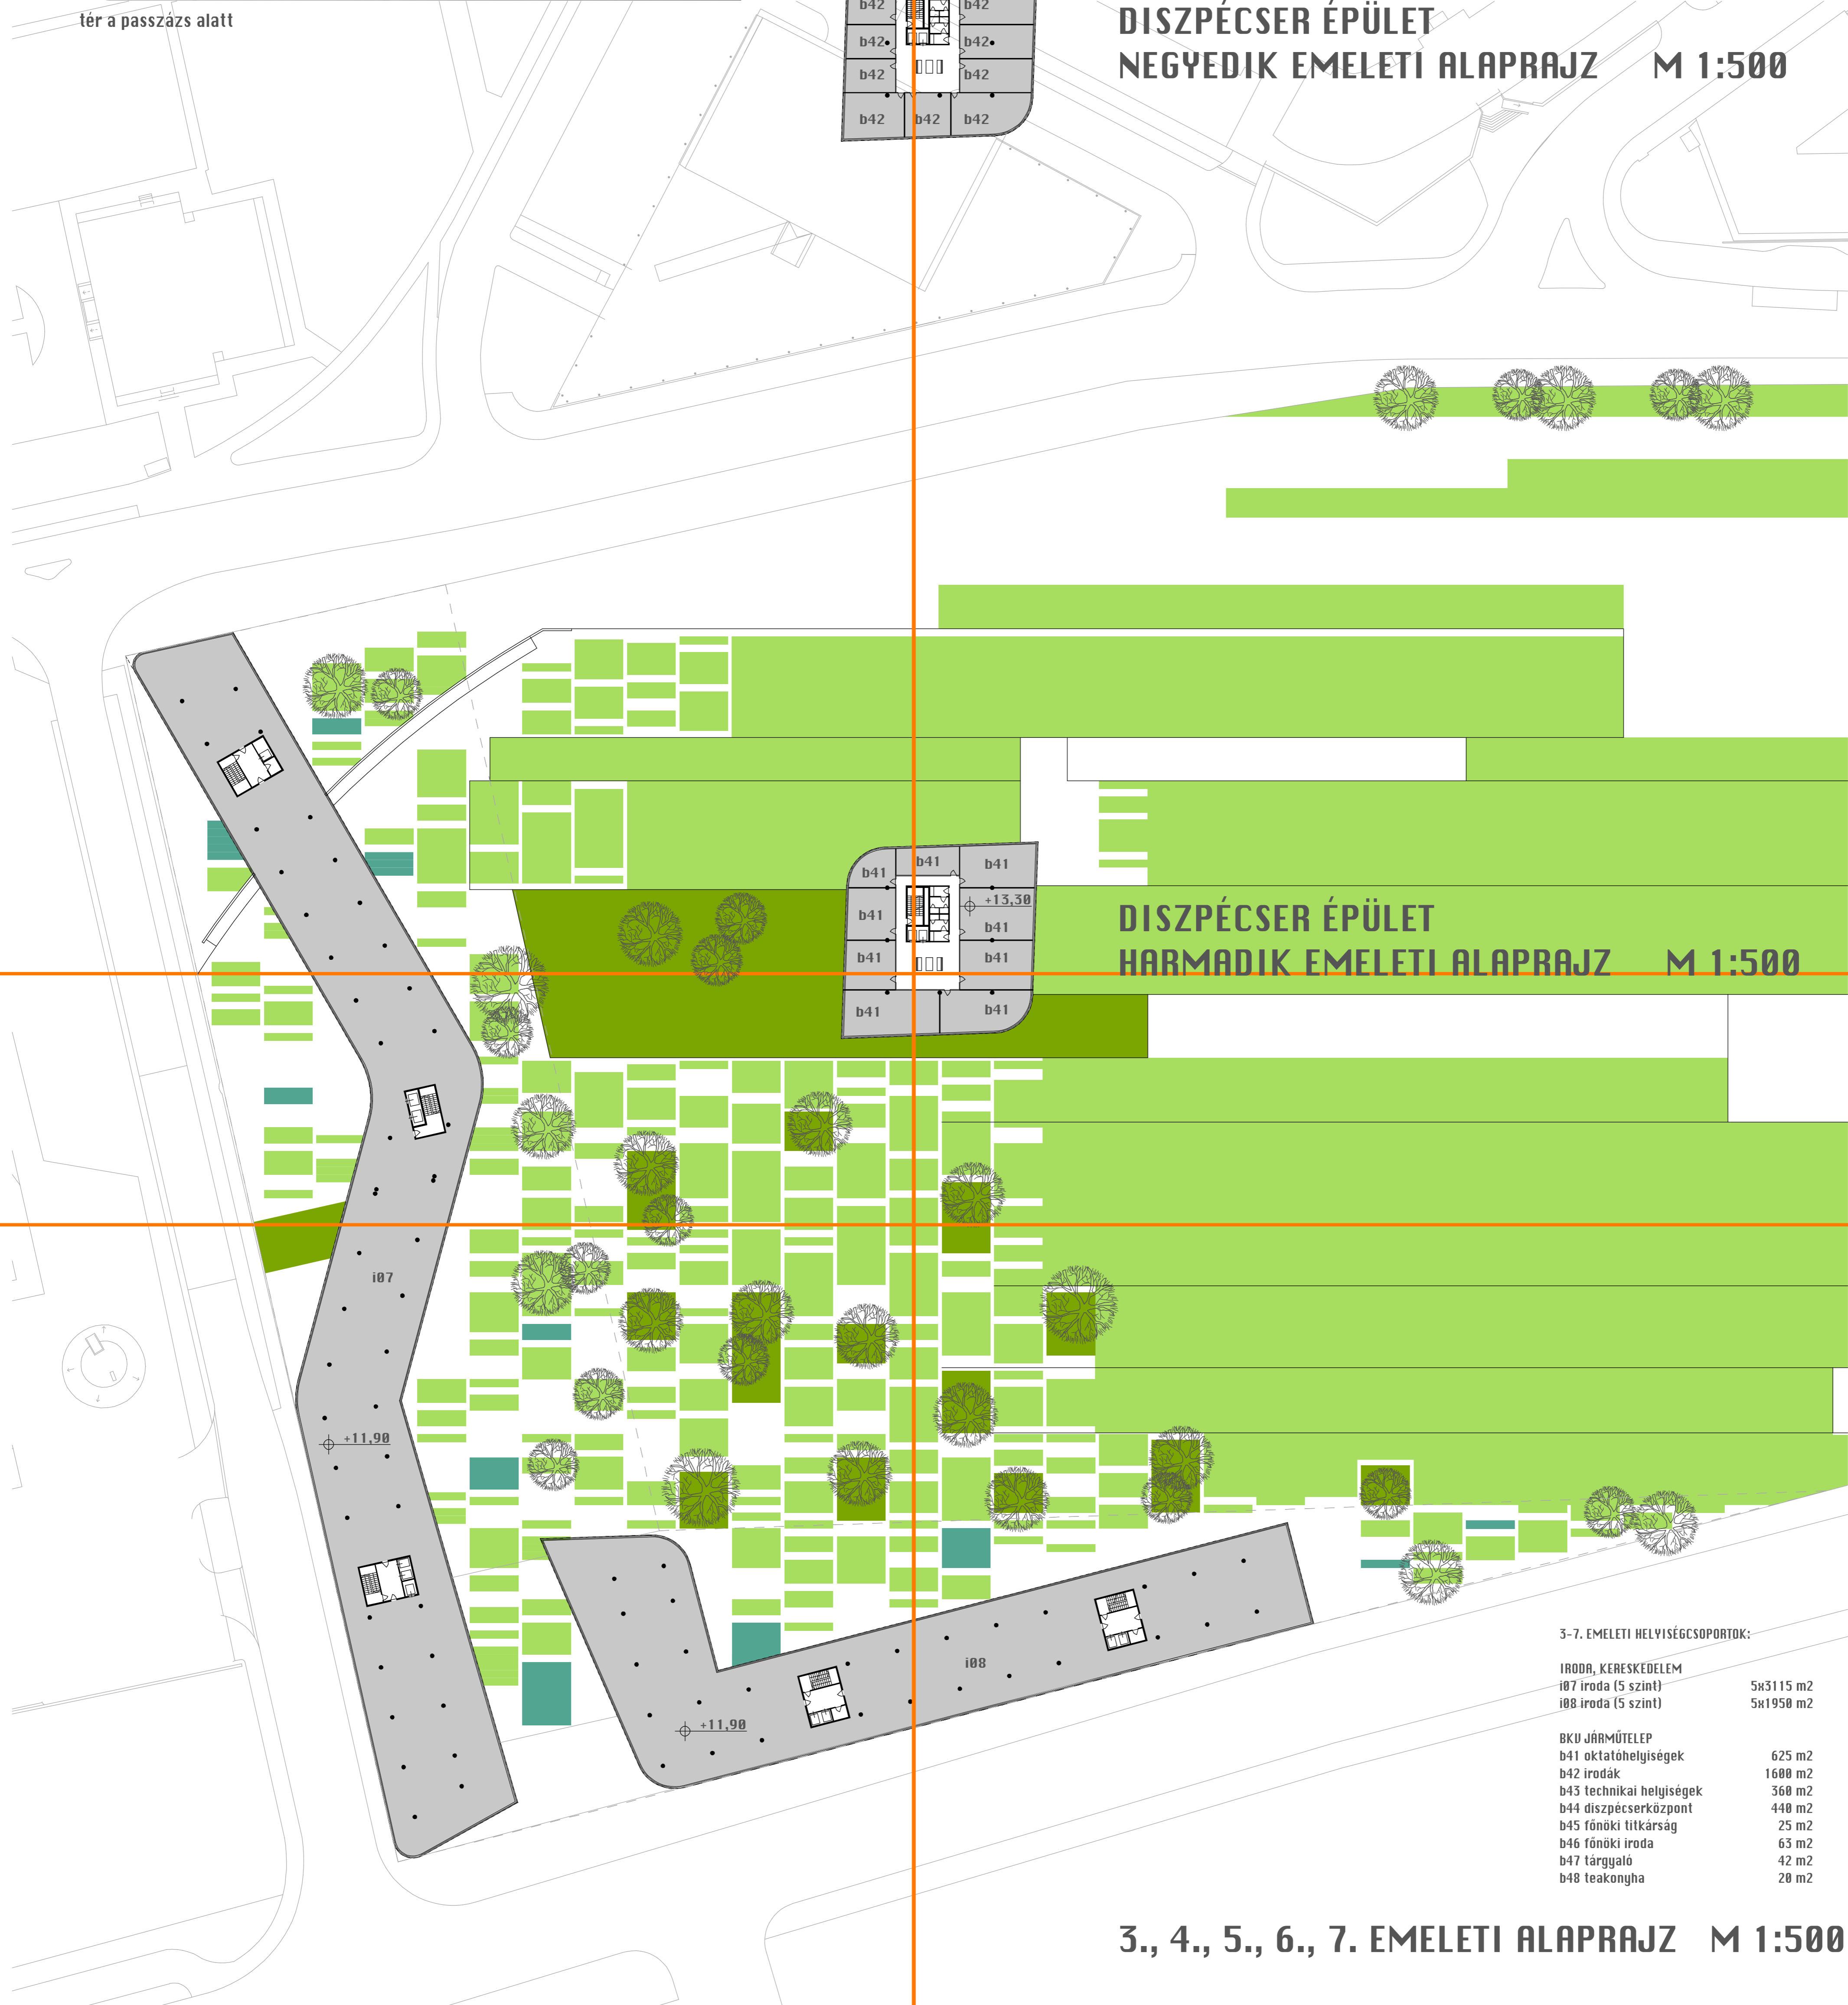 tér a passzázs alatt
b42 b42
b42 b42
b42 b42
b42 b42 b42
DISZPÉCSER ÉPÜLET
NEGYEDIK EMELETI ALAPRAJZ M 1:500
b41 b41 b41
+13,30
b41 b41
b41 b41
b41 b41
DISZPÉCSER ÉPÜLET
HARMADIK EMELETI ALAPRAJZ M 1:500
i07
+11,90
i08
+11,90
3-7. EMELETI HELYISÉGCSOPORTOK:
IRODA, KERESKEDELEM
i07 iroda (5 szint) 5x3115 m2
i08 iroda (5 szint) 5x1950 m2
BKV JÁRMŰTELEP
b41 oktatóhelyiségek 625 m2
b42 irodák 1600 m2
b43 technikai helyiségek 360 m2
b44 diszpécserközpont 440 m2
b45 főnöki titkárság 25 m2
b46 főnöki iroda 63 m2
b47 tárgyaló 42 m2
b48 teakonyha 20 m2
3., 4., 5., 6., 7. EMELETI ALAPRAJZ M 1:500